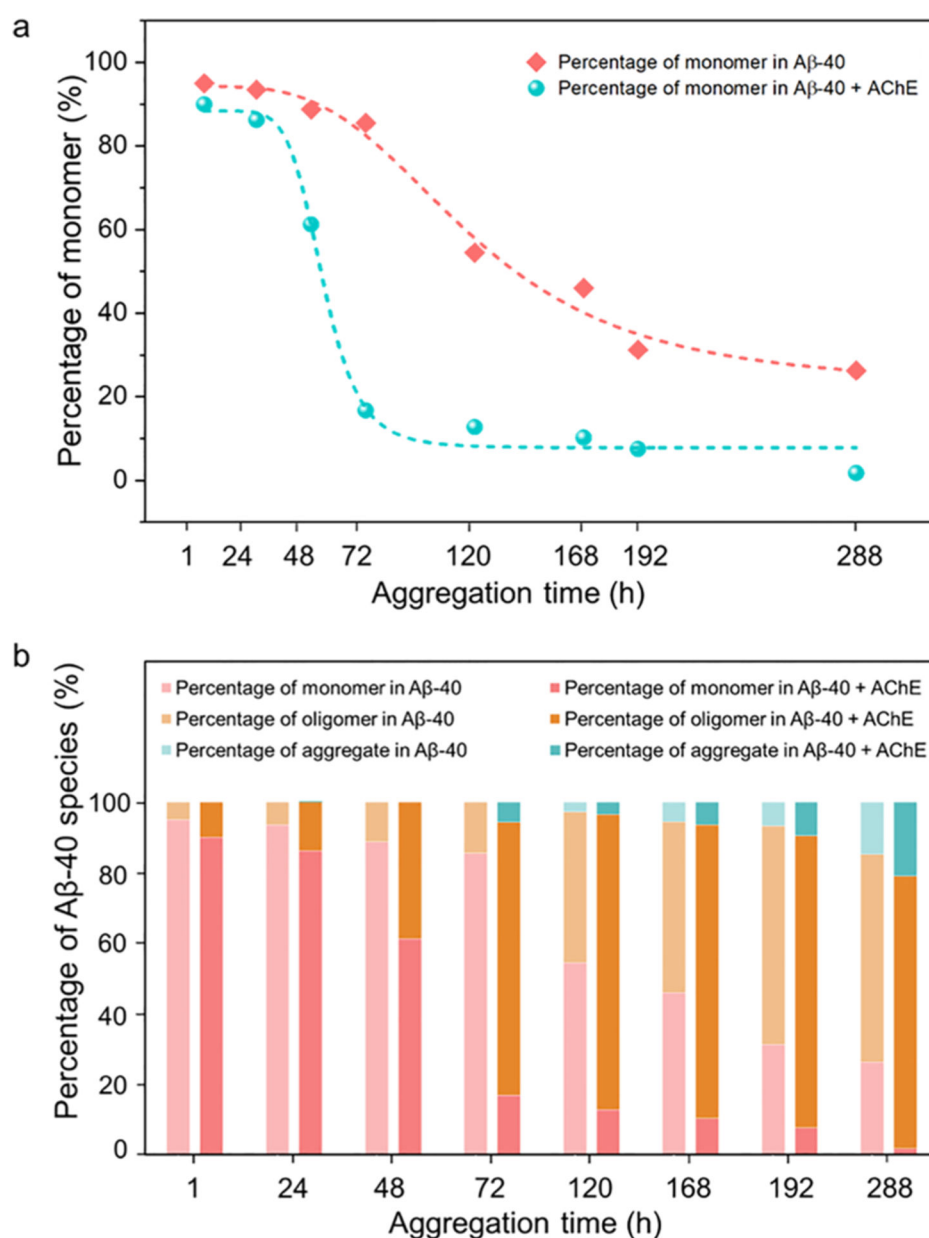 a
Percentage of monomer (%)
100
80
60
40
20
0
Percentage of monomer in Aβ-40
Percentage of monomer in Aβ-40 + AChE
1 24 48 72 120 168 192 288
Aggregation time (h)
b
Percentage of Aβ-40 species (%)
Percentage of monomer in Aβ-40
Percentage of oligomer in Aβ-40
Percentage of aggregate in Aβ-40
Percentage of monomer in Aβ-40 + AChE
Percentage of oligomer in Aβ-40 + AChE
Percentage of aggregate in Aβ-40 + AChE
100
80
60
40
20
0
1 24 48 72 120 168 192 288
Aggregation time (h)